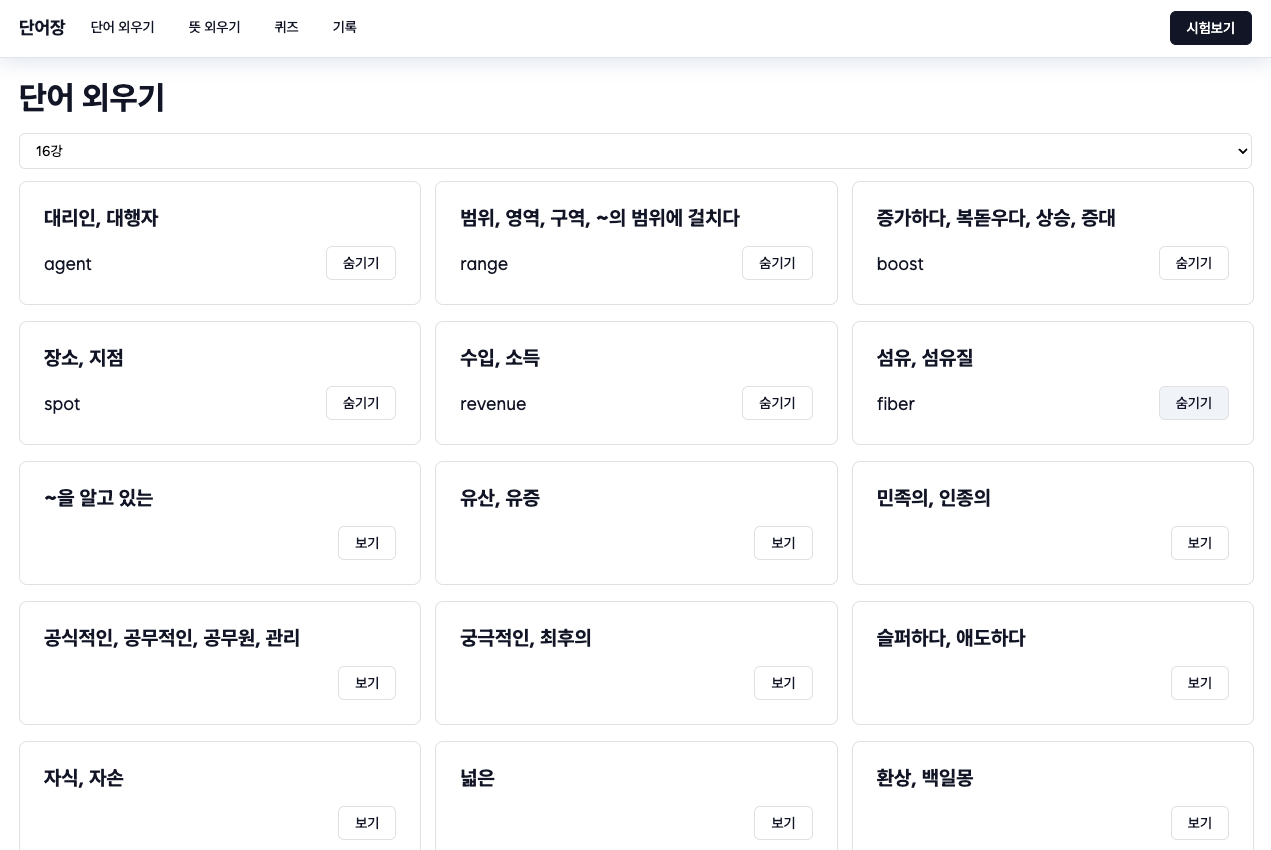 단어장 단어 외우기 뜻 외우기 퀴즈 기록 시험보기
단어 외우기
16강
대리인, 대행자
agent 숨기기
범위, 영역, 구역, ~의 범위에 걸치다
range 숨기기
증가하다, 복돋우다, 상승, 증대
boost 숨기기
장소, 지점
spot 숨기기
수입, 소득
revenue 숨기기
섬유, 섬유질
fiber 숨기기
~을 알고 있는
보기
유산, 유증
보기
민족의, 인종의
보기
공식적인, 공무적인, 공무원, 관리
보기
궁극적인, 최후의
보기
슬퍼하다, 애도하다
보기
자식, 자손
보기
넓은
보기
환상, 백일몽
보기